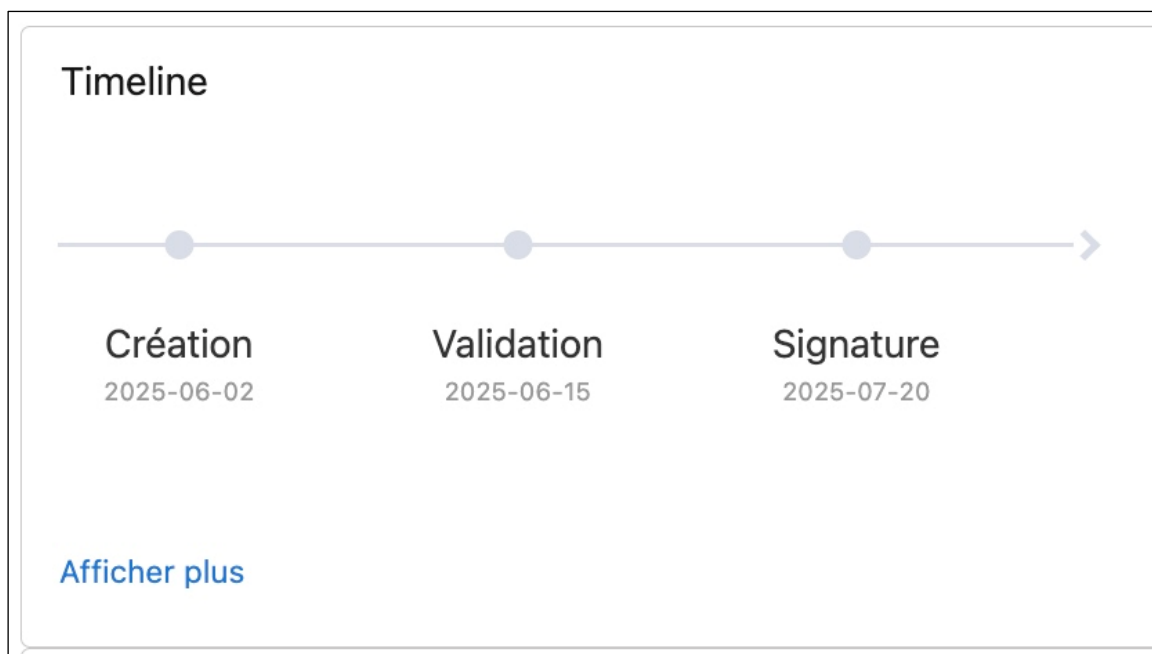 Timeline
Création
Validation
Signature
2025-06-02
2025-06-15
2025-07-20
Afficher plus